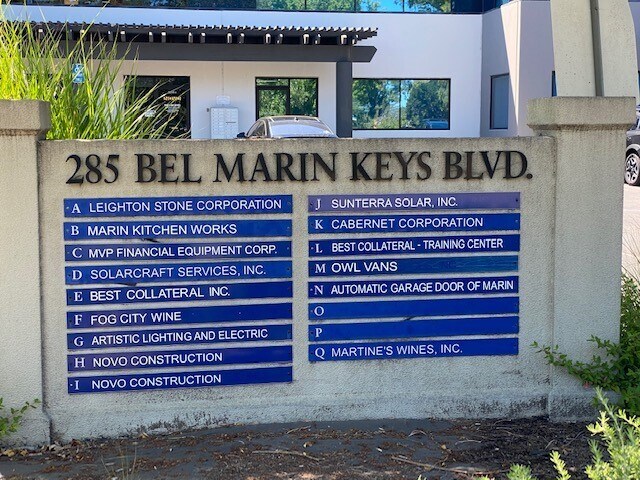 285 BEL MARIN KEYS BLVD.
A LEIGHTON STONE CORPORATION
B MARIN KITCHEN WORKS
C MVP FINANCIAL EQUIPMENT CORP.
D SOLARCRAFT SERVICES, INC.
E BEST COLLATERAL INC.
F FOG CITY WINE
G ARTISTIC LIGHTING AND ELECTRIC
H NOVO CONSTRUCTION
I NOVO CONSTRUCTION
J SUNTERRA SOLAR, INC.
K CABERNET CORPORATION
L BEST COLLATERAL - TRAINING CENTER
M OWL VANS
N AUTOMATIC GARAGE DOOR OF MARIN
O
P
Q MARTINE'S WINES, INC.